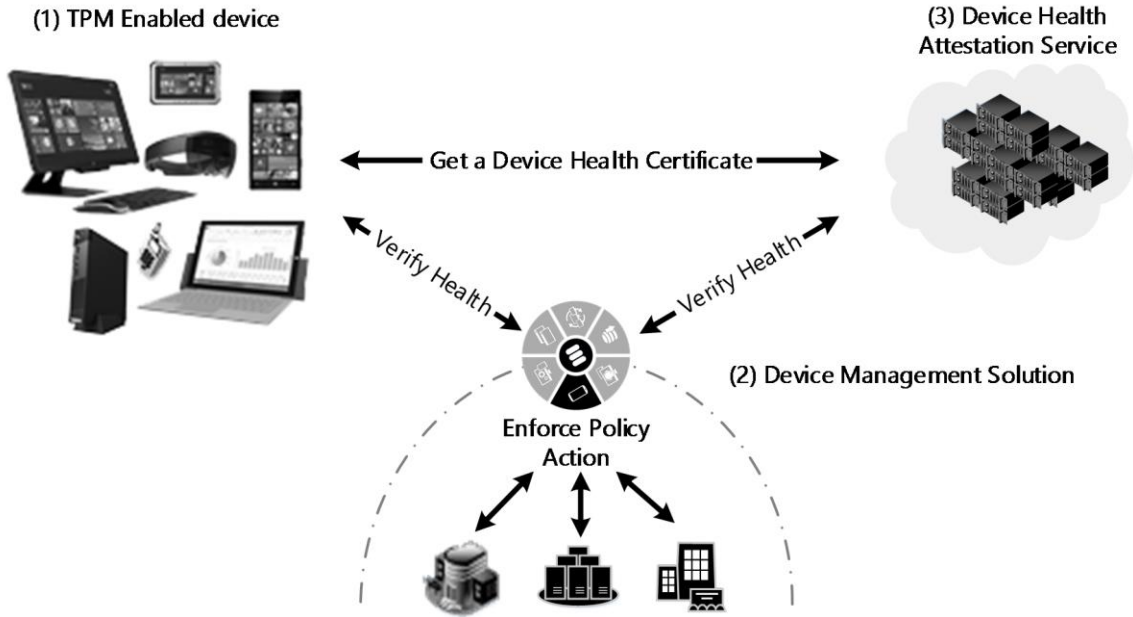 (1) TPM Enabled device
(3) Device Health
Attestation Service
Get a Device Health Certificate
Verify Health
Verify Health
(2) Device Management Solution
Enforce Policy
Action